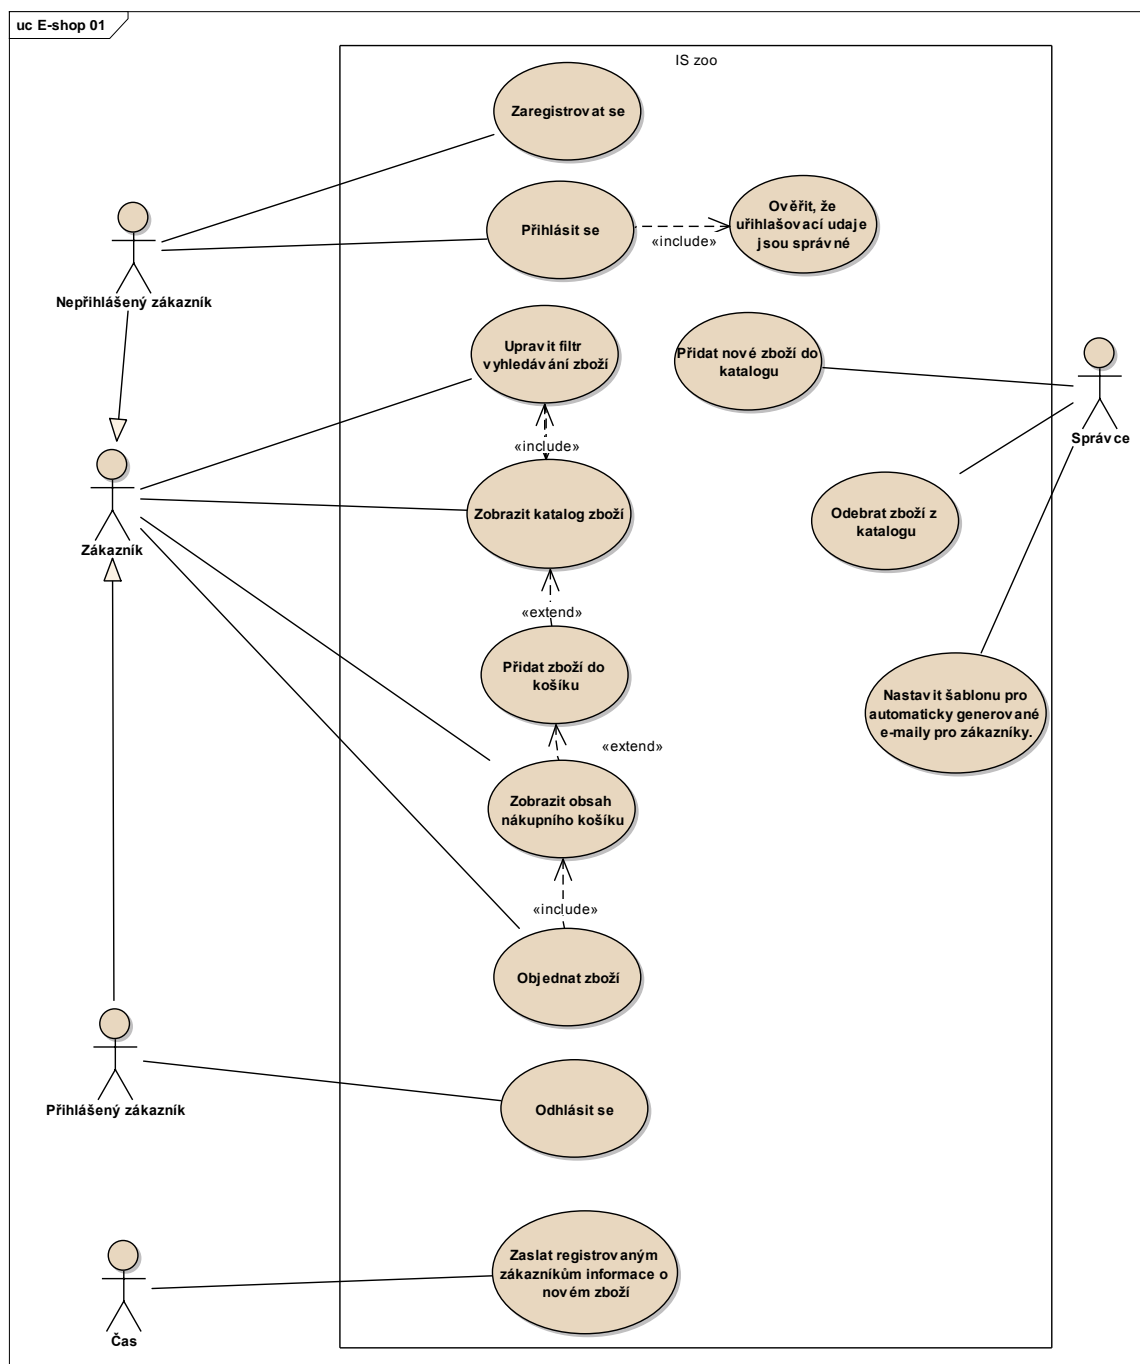 uc E-shop 01
IS zoo
Zaregistrovat se
Přihlásit se
«include»
Ověřit, že
uřihlašovací udaje
jsou správné
Nepřihlášený zákazník
Upravit filtr
vyhledávání zboží
Přidat nové zboží do
katalogu
Správce
«include»
Zákazník
Zobrazit katalog zboží
Odebrat zboží z
katalogu
«extend»
Přidat zboží do
košíku
Nastavit šablonu pro
automaticky generované
e-maily pro zákazníky.
«extend»
Zobrazit obsah
nákupního košíku
«include»
Objednat zboží
Přihlášený zákazník
Odhlásit se
Zaslat registrovaným
zákazníkům informace o
novém zboží
Čas